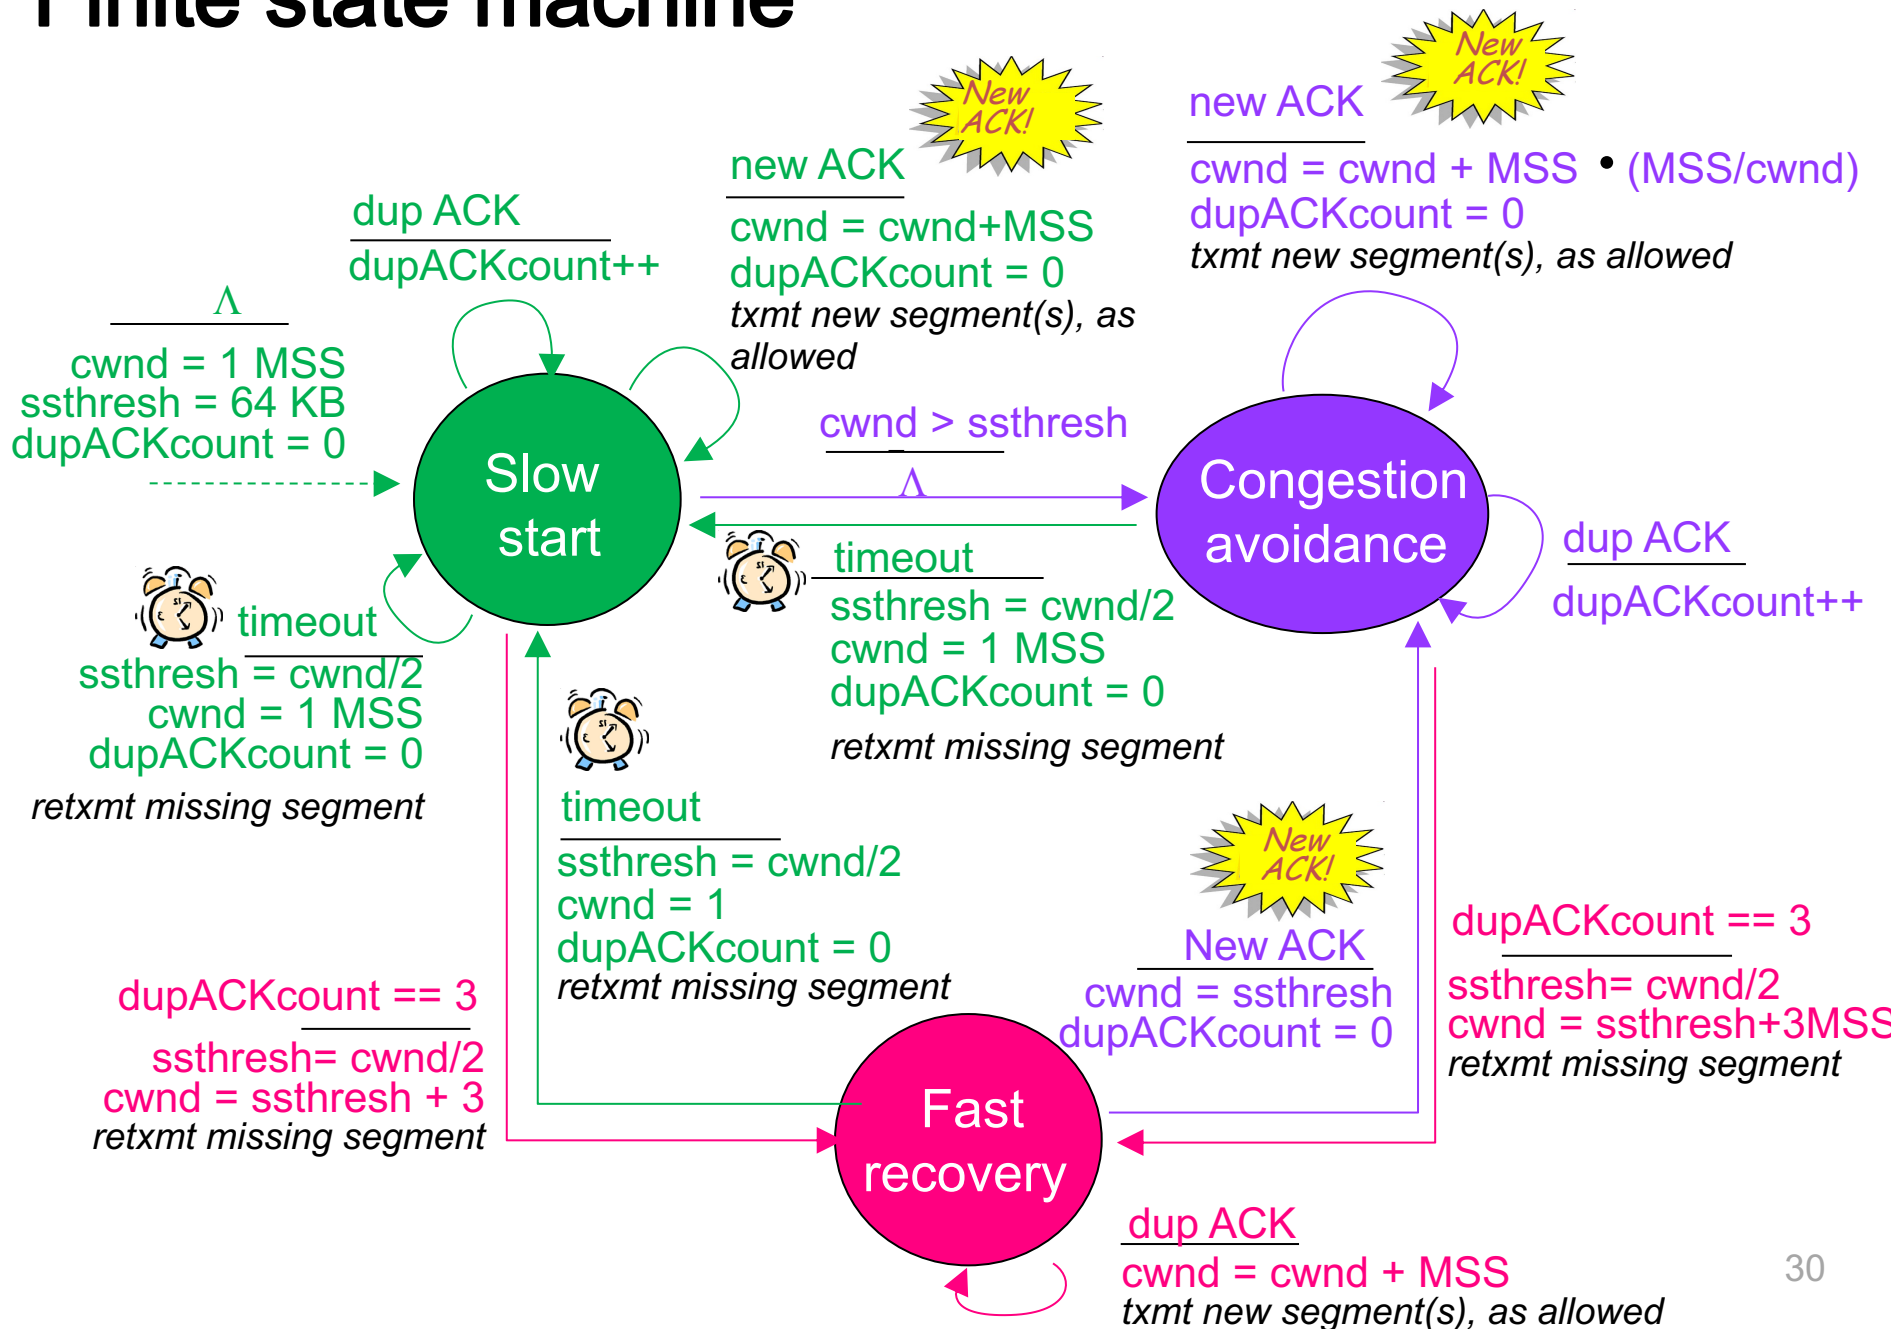 Finite state machine
New
ACK!
new ACK
cwnd = cwnd + MSS • (MSS/cwnd)
dupACKcount = 0
txmt new segment(s), as allowed
New
ACK!
new ACK
cwnd = cwnd+MSS
dupACKcount = 0
txmt new segment(s), as
allowed
dup ACK
dupACKcount++
Λ
cwnd = 1 MSS
ssthresh = 64 KB
dupACKcount = 0
Slow
start
cwnd > ssthresh
Λ
Congestion
avoidance
dup ACK
dupACKcount++
timeout
ssthresh = cwnd/2
cwnd = 1 MSS
dupACKcount = 0
retxmt missing segment
timeout
ssthresh = cwnd/2
cwnd = 1 MSS
dupACKcount = 0
retxmt missing segment
timeout
ssthresh = cwnd/2
cwnd = 1
dupACKcount = 0
retxmt missing segment
New
ACK!
New ACK
cwnd = ssthresh
dupACKcount = 0
dupACKcount == 3
ssthresh= cwnd/2
cwnd = ssthresh+3MSS
retxmt missing segment
dupACKcount == 3
ssthresh= cwnd/2
cwnd = ssthresh + 3
retxmt missing segment
Fast
recovery
dup ACK
cwnd = cwnd + MSS
txmt new segment(s), as allowed
30